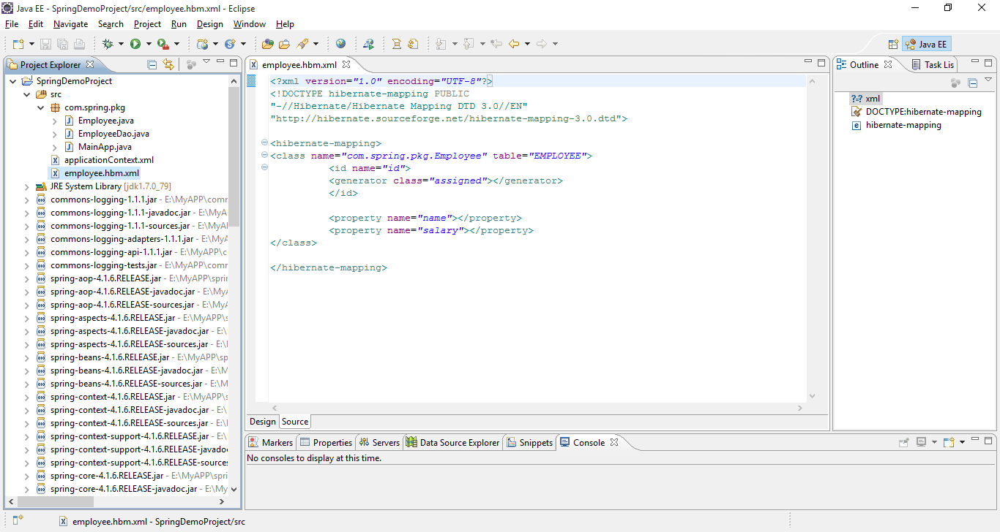 Java EE - SpringDemoProject/src/employee.hbm.xml - Eclipse
File Edit Navigate Search Project Run Design Window Help
Java EE
Project Explorer
SpringDemoProject
src
com.spring.pkg
Employee.java
EmployeeDao.java
MainApp.java
applicationContext.xml
employee.hbm.xml
JRE System Library [jdk1.7.0_79]
commons-logging-1.1.1.jar - E:\MyAPP\comr
commons-logging-1.1.1-javadoc.jar - E:\MyA
commons-logging-1.1.1-sources.jar - E:\MyAI
commons-logging-adapters-1.1.1.jar - E:\MyA
commons-logging-api-1.1.1.jar - E:\MyAPP\c
commons-logging-tests.jar - E:\MyAPP\comr
spring-aop-4.1.6.RELEASE.jar - E:\MyAPP\sprir
spring-aop-4.1.6.RELEASE-javadoc.jar - E:\MyA
spring-aop-4.1.6.RELEASE-sources.jar - E:\MyA
spring-aspects-4.1.6.RELEASE.jar - E:\MyAPP\s
spring-aspects-4.1.6.RELEASE-javadoc.jar - E:\
spring-aspects-4.1.6.RELEASE-sources.jar - E:\
spring-beans-4.1.6.RELEASE.jar - E:\MyAPP\sp
spring-beans-4.1.6.RELEASE-javadoc.jar - E:\M
spring-beans-4.1.6.RELEASE-sources.jar - E:\M
spring-context-4.1.6.RELEASE.jar - E:\MyAPP\s
spring-context-4.1.6.RELEASE-javadoc.jar - E:\
spring-context-4.1.6.RELEASE-sources.jar - E:\
spring-context-support-4.1.6.RELEASE.jar - E:\
spring-context-support-4.1.6.RELEASE-javado
spring-context-support-4.1.6.RELEASE-source
spring-core-4.1.6.RELEASE.jar - E:\MyAPP\spri
spring-core-4.1.6.RELEASE-javadoc.jar - E:\My
employee.hbm.xml
<?xml version="1.0" encoding="UTF-8"?>
<!DOCTYPE hibernate-mapping PUBLIC
"-//Hibernate/Hibernate Mapping DTD 3.0//EN"
"http://hibernate.sourceforge.net/hibernate-mapping-3.0.dtd">
<hibernate-mapping>
<class name="com.spring.pkg.Employee" table="EMPLOYEE">
<id name="id">
<generator class="assigned"></generator>
</id>
<property name="name"></property>
<property name="salary"></property>
</class>
</hibernate-mapping>
Design Source
Outline Task Lis
?-? xml
DOCTYPE:hibernate-mapping
e hibernate-mapping
Markers Properties Servers Data Source Explorer Snippets Console
No consoles to display at this time.
employee.hbm.xml - SpringDemoProject/src